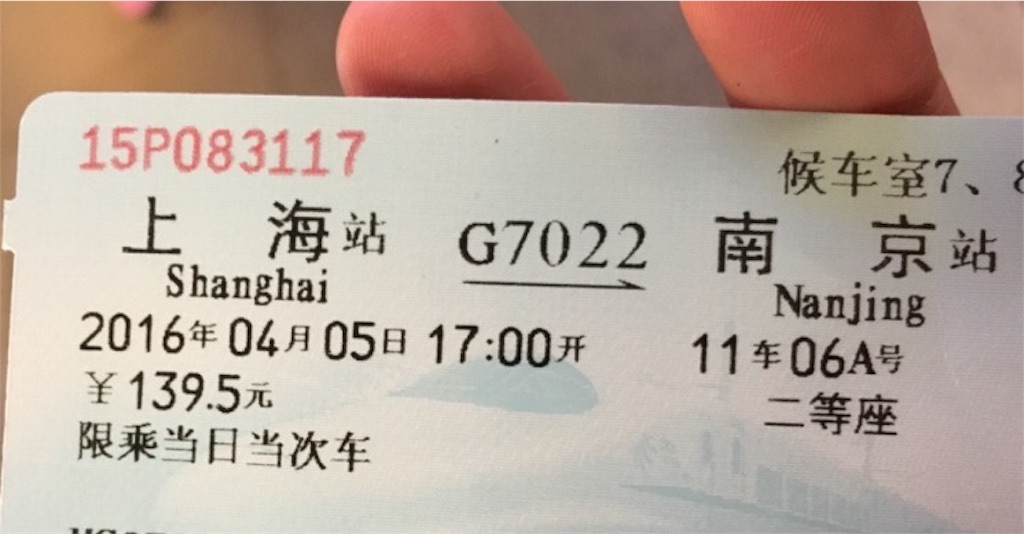 15P083117
候车室7、8
上海站 G7022 南京站
Shanghai Nanjing
2016年04月05日 17:00开 11车06A号
￥139.5元 二等座
限乘当日当次车